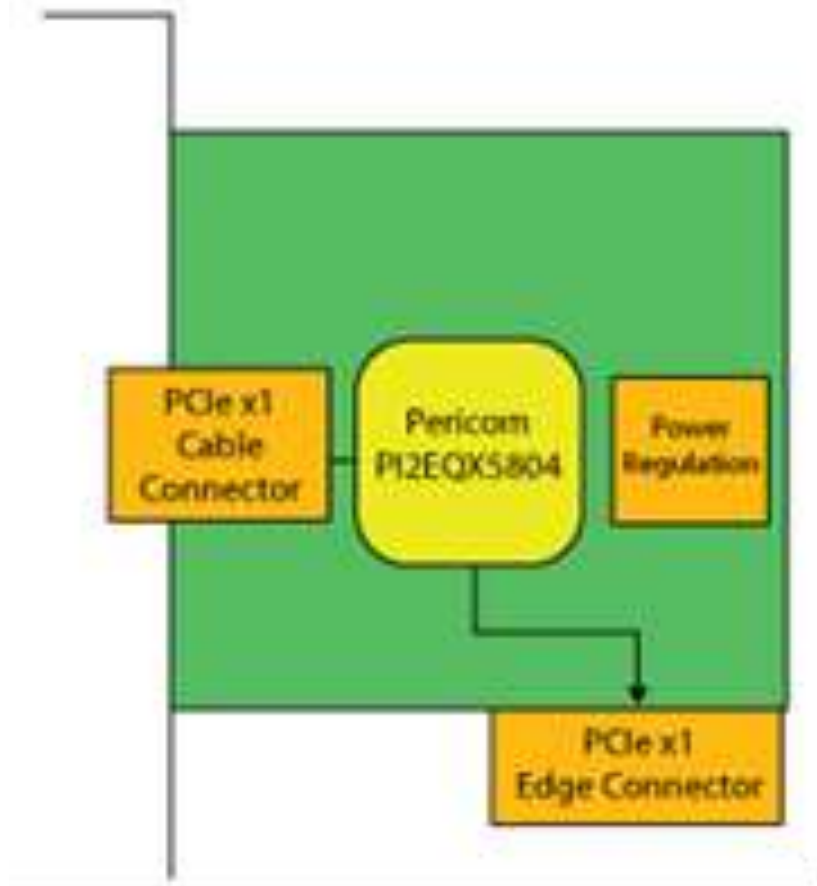 PCIe x1
Cable
Connector
Pericom
PI2EQX5804
Power
Regulation
PCIe x1
Edge Connector